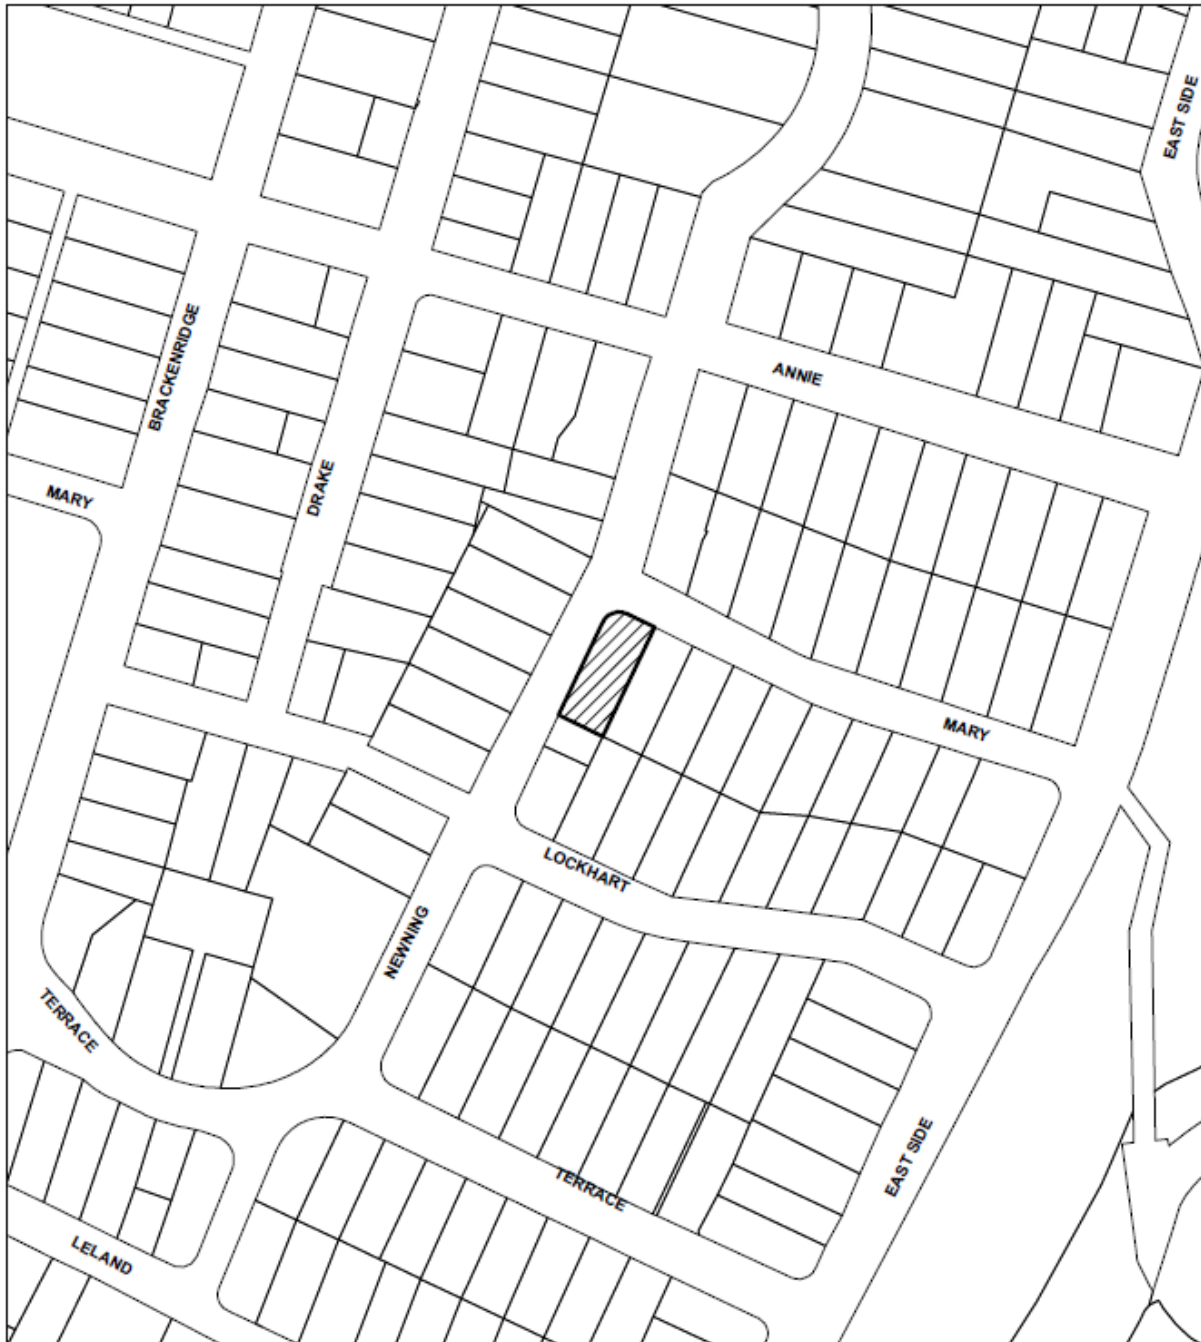 EAST SIDE
ANNIE
BRACKENRIDGE
DRAKE
MARY
MARY
LOCKHART
NEWNING
TERRACE
EAST SIDE
TERRACE
LELAND